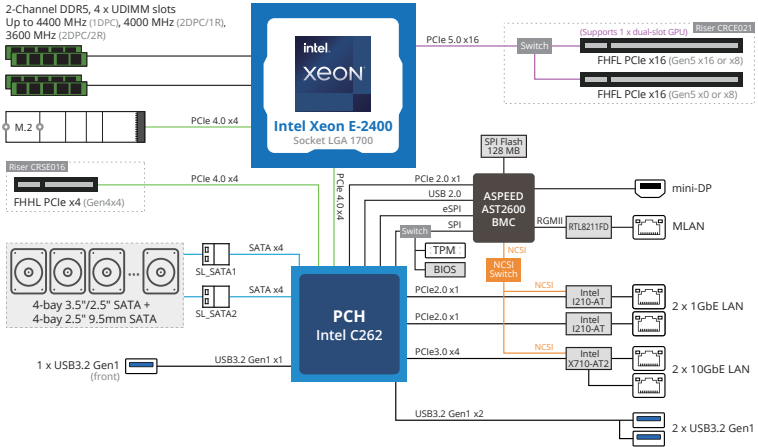 2-Channel DDR5, 4 x UDIMM slots
Up to 4400 MHz (1DPC), 4000 MHz (2DPC/1R),
3600 MHz (2DPC/2R)
intel.
xeon
Intel Xeon E-2400
Socket LGA 1700
PCIe 5.0 x16
Switch
(Supports 1 x dual-slot GPU)
Riser CRCE021
FHFL PCIe x16 (Gen5 x16 or x8)
FHFL PCIe x16 (Gen5 x0 or x8)
M.2
PCIe 4.0 x4
Riser CRSE016
FHHL PCIe x4 (Gen4x4)
PCIe 4.0 x4
PCIe 4.0 x4
SPI Flash
128 MB
PCIe 2.0 x1
USB 2.0
eSPI
SPI
Switch
TPM
BIOS
ASPEED
AST2600
BMC
mini-DP
RGMII
RTL8211FD
MLAN
NCSI
NCSI
Switch
4-bay 3.5"/2.5" SATA +
4-bay 2.5" 9.5mm SATA
SL_SATA1
SATA x4
SL_SATA2
SATA x4
PCH
Intel C262
PCIe2.0 x1
NCSI
Intel
I210-AT
2 x 1GbE LAN
PCIe2.0 x1
Intel
I210-AT
PCIe3.0 x4
NCSI
Intel
X710-AT2
2 x 10GbE LAN
1 x USB3.2 Gen1
(front)
USB3.2 Gen1 x1
USB3.2 Gen1 x2
2 x USB3.2 Gen1